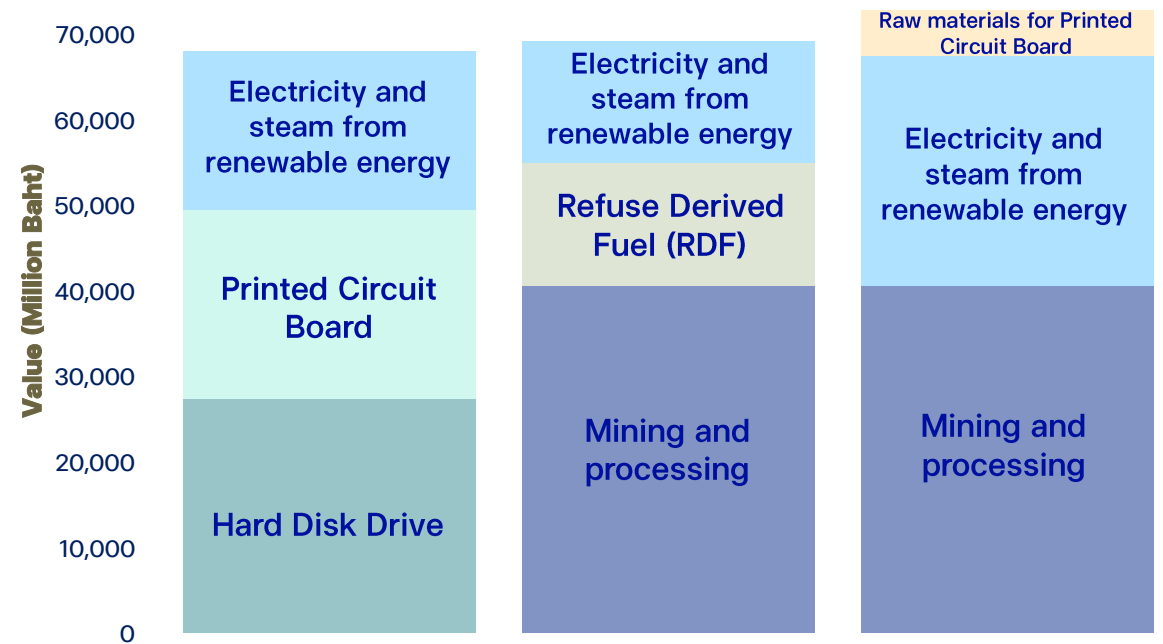 Value (Million Baht)
70,000
60,000
50,000
40,000
30,000
20,000
10,000
0
Electricity and
steam from
renewable energy
Printed Circuit
Board
Hard Disk Drive
Electricity and
steam from
renewable energy
Refuse Derived
Fuel (RDF)
Mining and
processing
Raw materials for Printed
Circuit Board
Electricity and
steam from
renewable energy
Mining and
processing